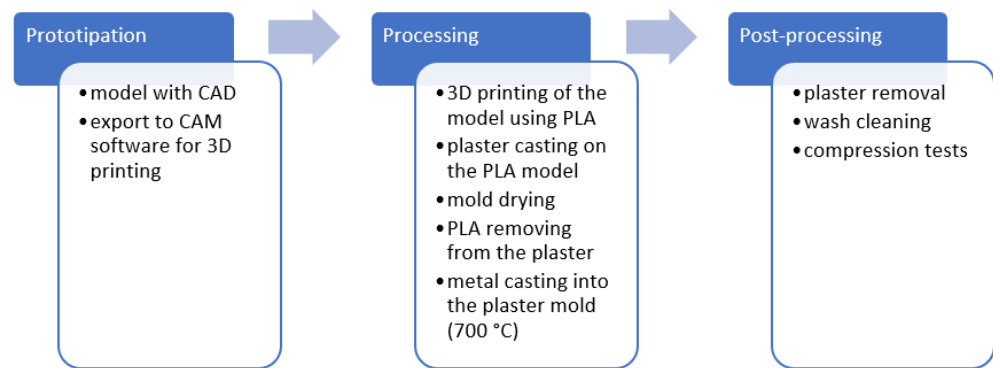 Prototipation
• model with CAD
• export to CAM
software for 3D
printing
Processing
• 3D printing of the
model using PLA
• plaster casting on
the PLA model
• mold drying
• PLA removing
from the plaster
• metal casting into
the plaster mold
(700 °C)
Post-processing
• plaster removal
• wash cleaning
• compression tests